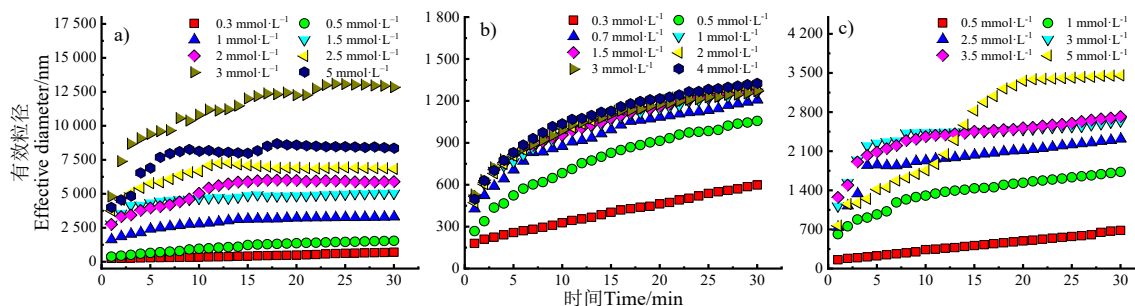 有效粒径
Effective diameter/nm
a)
0.3 mmol·L⁻¹ 0.5 mmol·L⁻¹
1 mmol·L⁻¹ 1.5 mmol·L⁻¹
2 mmol·L⁻¹ 2.5 mmol·L⁻¹
3 mmol·L⁻¹ 5 mmol·L⁻¹
17 500
15 000
12 500
10 000
7 500
5 000
2 500
0
0 5 10 15 20 25 30
b)
0.3 mmol·L⁻¹ 0.5 mmol·L⁻¹
0.7 mmol·L⁻¹ 1 mmol·L⁻¹
1.5 mmol·L⁻¹ 2 mmol·L⁻¹
3 mmol·L⁻¹ 4 mmol·L⁻¹
1 800
1 500
1 200
900
600
300
0
0 5 10 15 20 25 30
c)
0.5 mmol·L⁻¹ 1 mmol·L⁻¹
2.5 mmol·L⁻¹ 3 mmol·L⁻¹
3.5 mmol·L⁻¹ 5 mmol·L⁻¹
4 200
3 500
2 800
2 100
1 400
700
0
0 5 10 15 20 25 30
时间Time/min